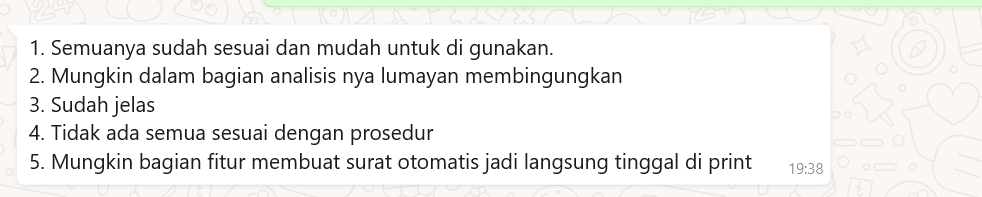 1. Semuanya sudah sesuai dan mudah untuk di gunakan.
2. Mungkin dalam bagian analisis nya lumayan membingungkan
3. Sudah jelas
4. Tidak ada semua sesuai dengan prosedur
5. Mungkin bagian fitur membuat surat otomatis jadi langsung tinggal di print
19:38